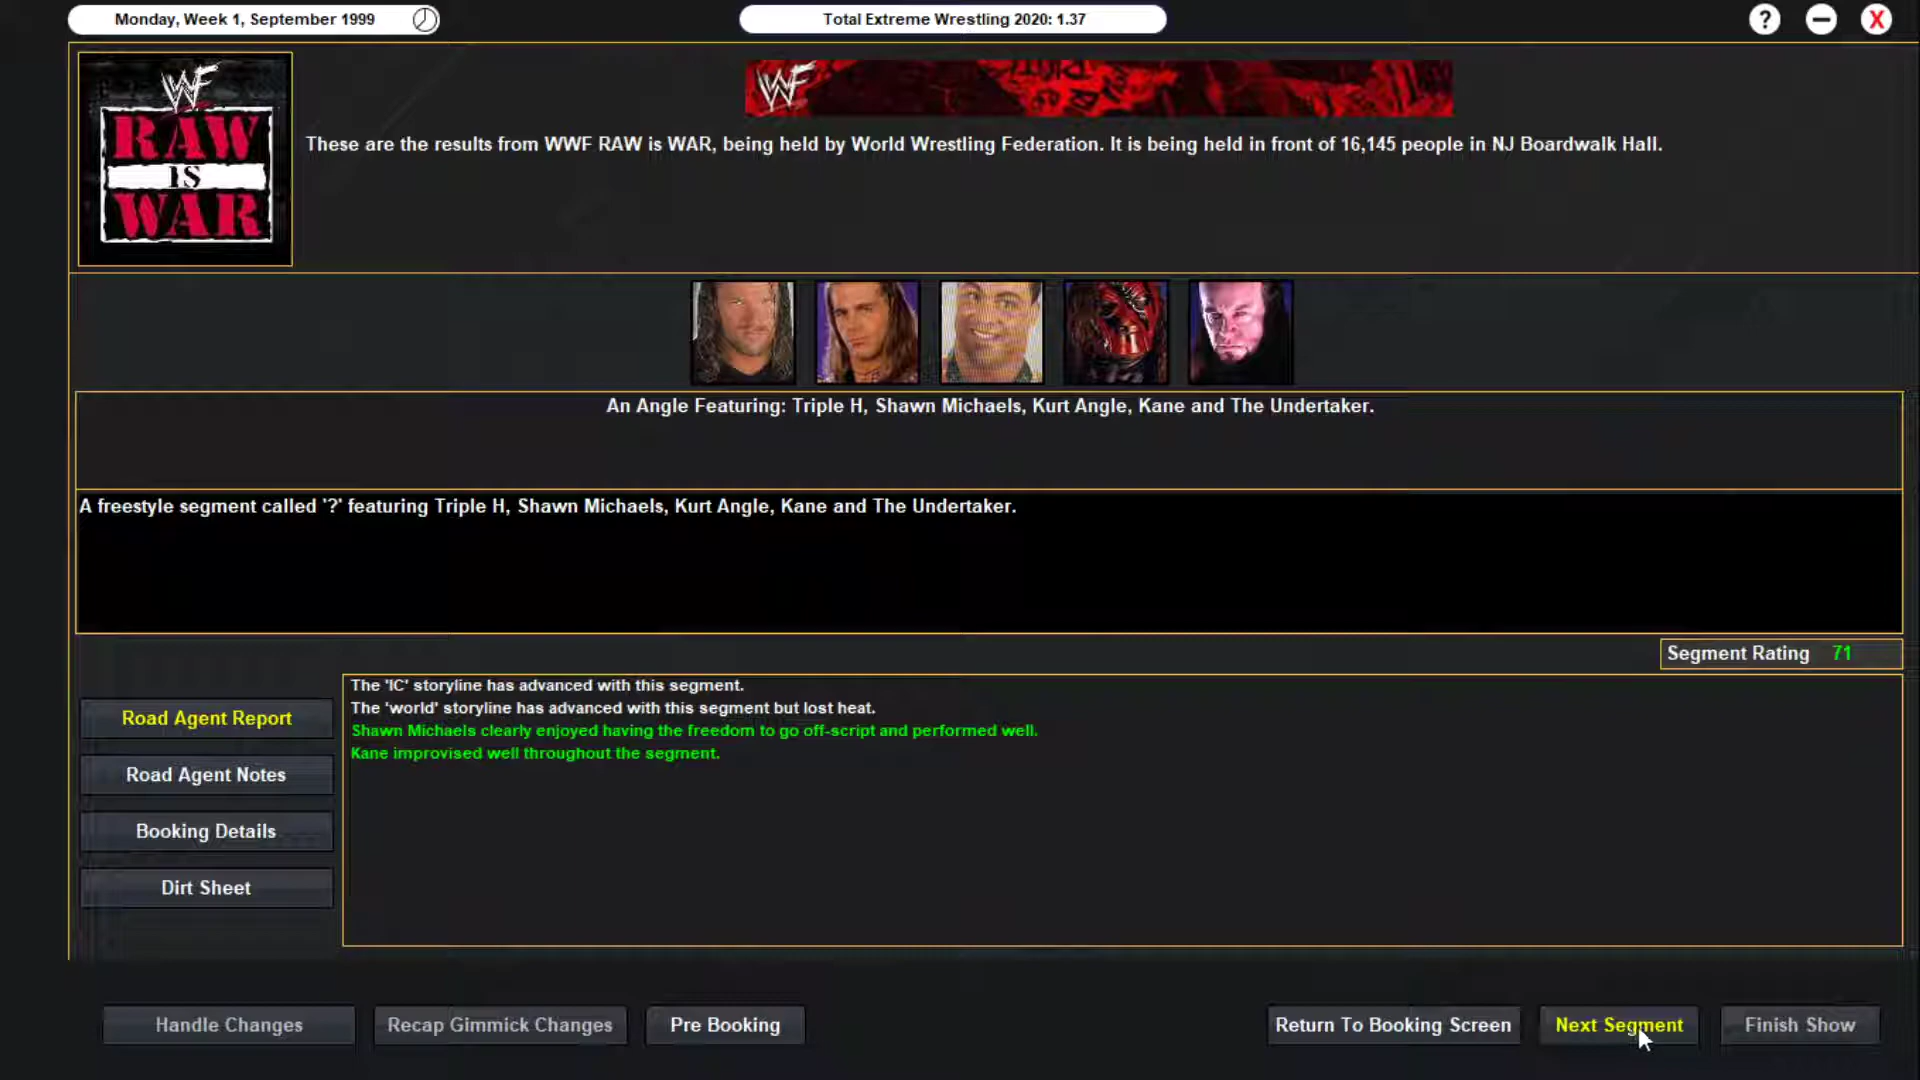 Monday, Week 1, September 1999
Total Extreme Wrestling 2020: 1.37
?
X
WF
RAW
IS
WAR
WF
These are the results from WWF RAW is WAR, being held by World Wrestling Federation. It is being held in front of 16,145 people in NJ Boardwalk Hall.
An Angle Featuring: Triple H, Shawn Michaels, Kurt Angle, Kane and The Undertaker.
A freestyle segment called '?' featuring Triple H, Shawn Michaels, Kurt Angle, Kane and The Undertaker.
Segment Rating 71
Road Agent Report
Road Agent Notes
Booking Details
Dirt Sheet
The 'IC' storyline has advanced with this segment.
The 'world' storyline has advanced with this segment but lost heat.
Shawn Michaels clearly enjoyed having the freedom to go off-script and performed well.
Kane improvised well throughout the segment.
Handle Changes
Recap Gimmick Changes
Pre Booking
Return To Booking Screen
Next Segment
Finish Show